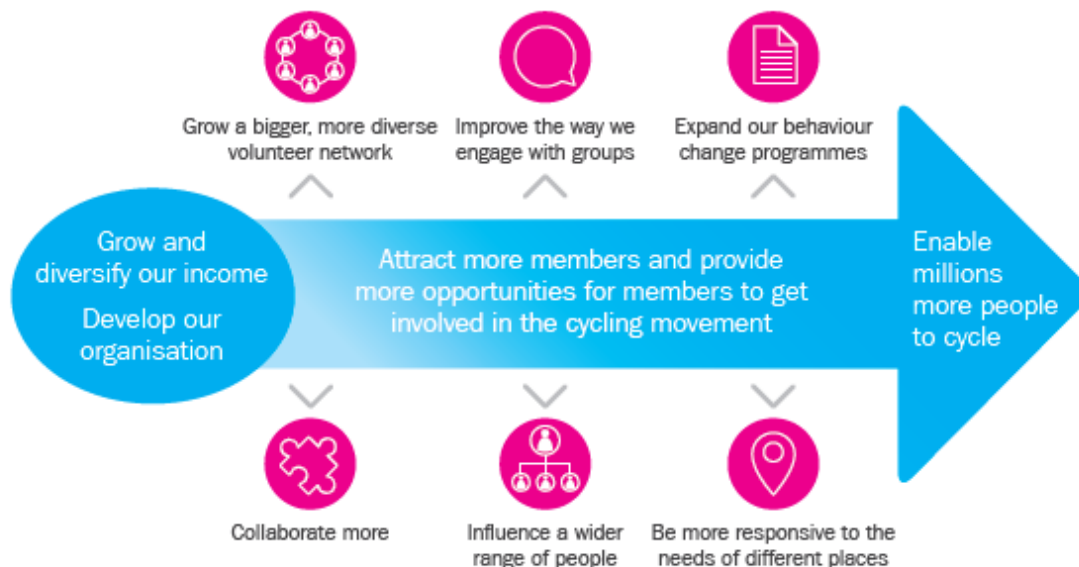 Grow a bigger, more diverse
volunteer network
Improve the way we
engage with groups
Expand our behaviour
change programmes
Grow and
diversify our income
Develop our
organisation
Attract more members and provide
more opportunities for members to get
involved in the cycling movement
Enable
millions
more people
to cycle
Collaborate more
Influence a wider
range of people
Be more responsive to the
needs of different places